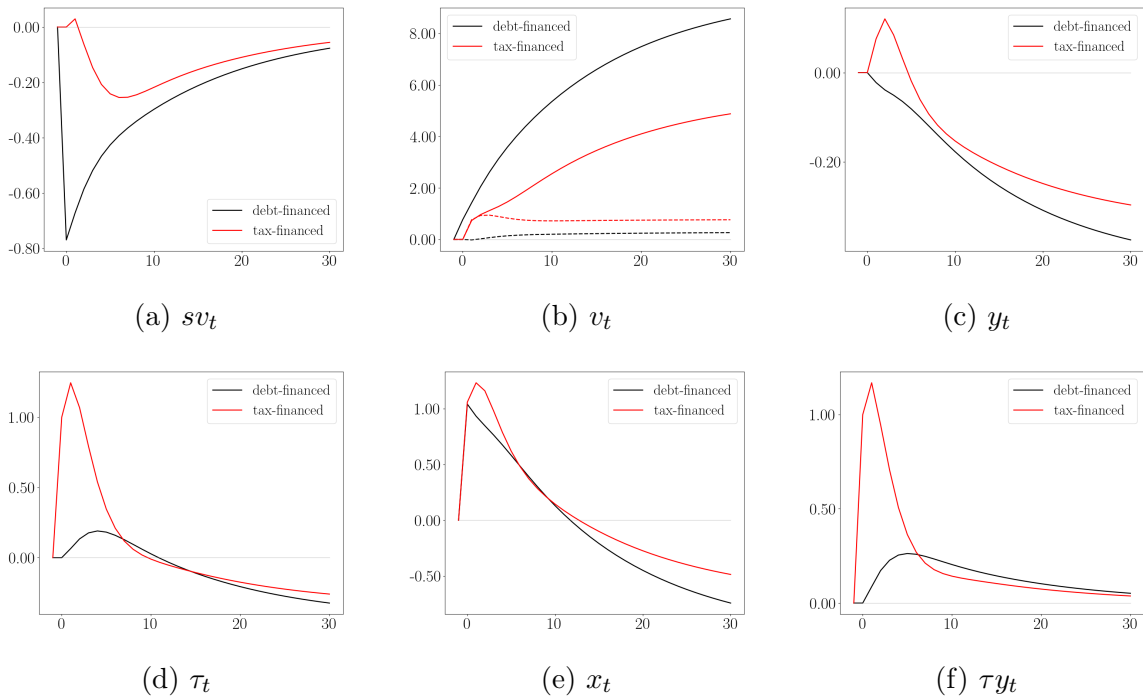 0.00
-0.20
-0.40
-0.60
-0.80
0
10
20
30
debt-financed
tax-financed
(a) sv_t
8.00
6.00
4.00
2.00
0.00
0
10
20
30
debt-financed
tax-financed
(b) v_t
0.00
-0.20
0
10
20
30
debt-financed
tax-financed
(c) y_t
1.00
0.50
0.00
0
10
20
30
debt-financed
tax-financed
(d) τ_t
1.00
0.50
0.00
-0.50
0
10
20
30
debt-financed
tax-financed
(e) x_t
1.00
0.50
0.00
0
10
20
30
debt-financed
tax-financed
(f) τy_t